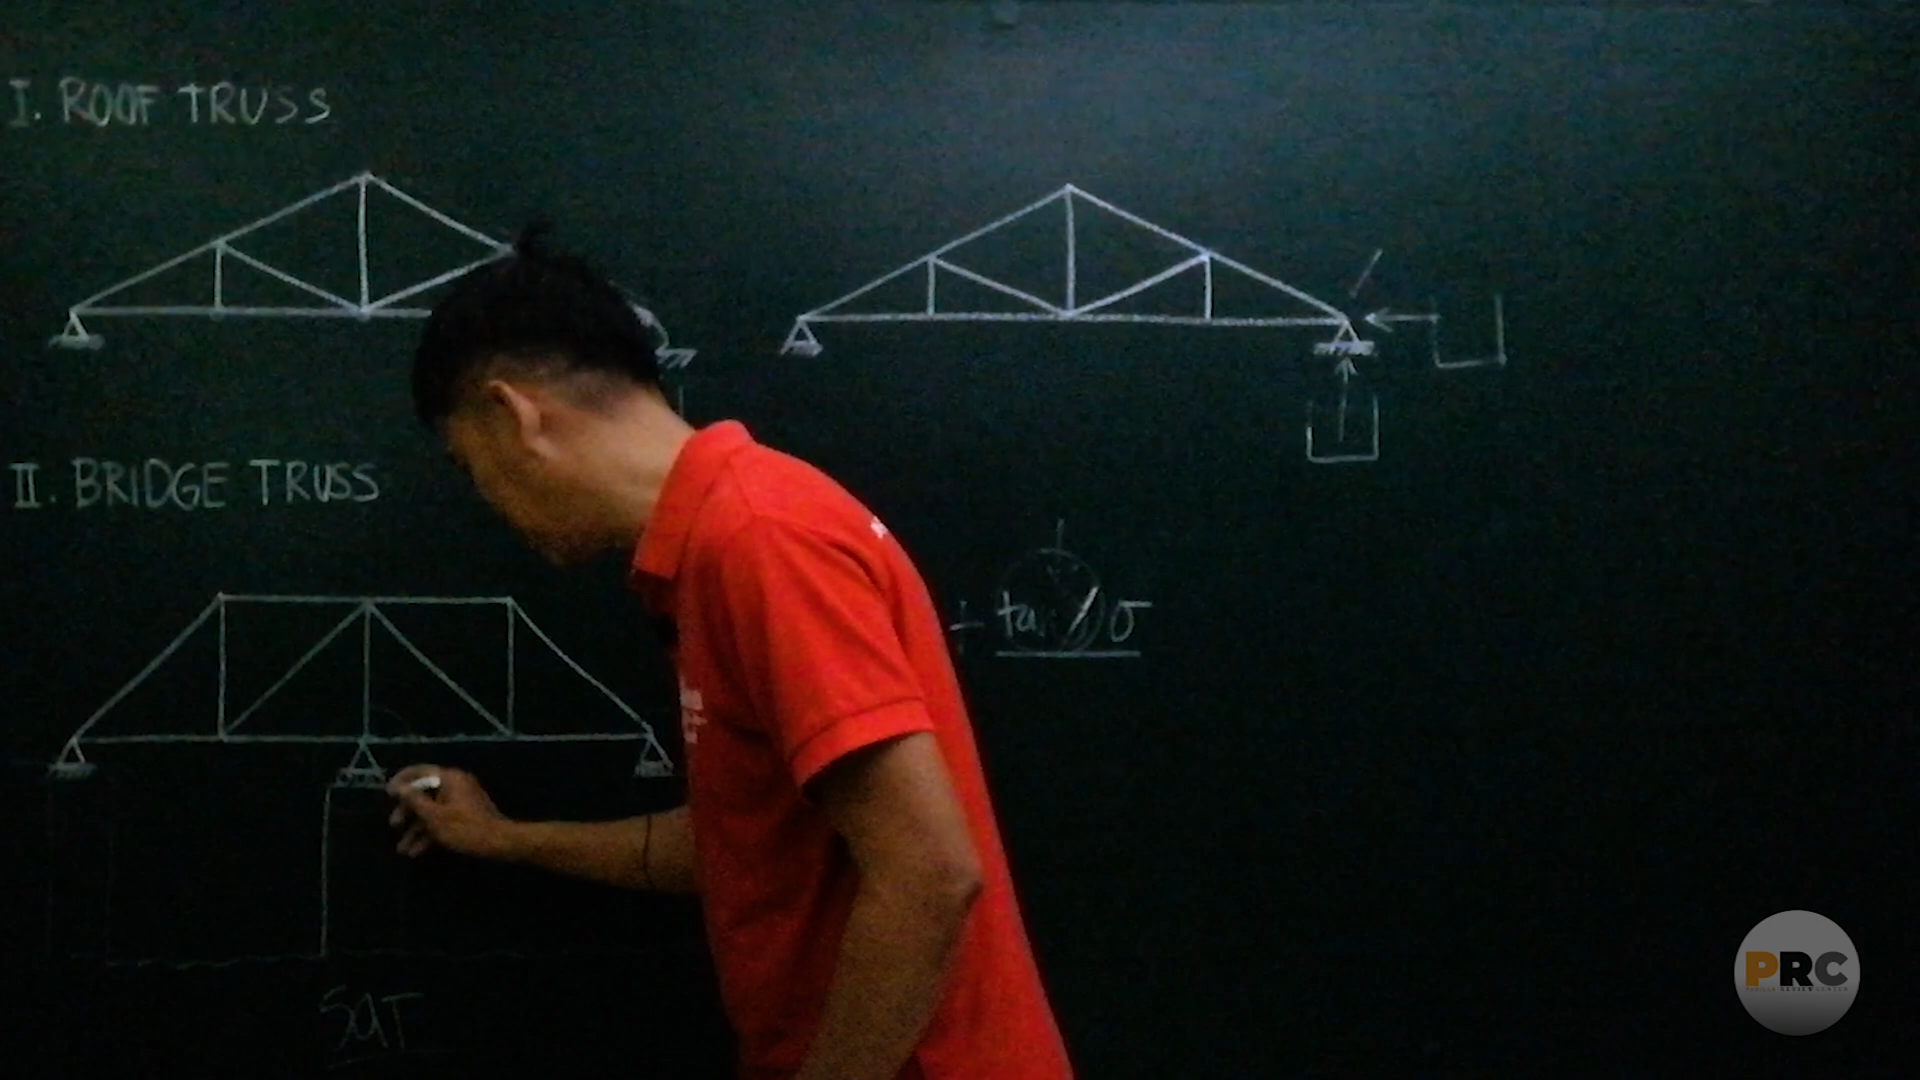 I. ROOF TRUSS
II. BRIDGE TRUSS
σ
PRC